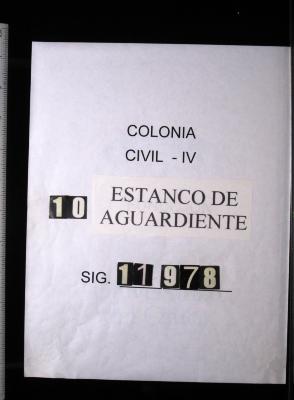 COLONIA
CIVIL - IV
10 ESTANCO DE
AGUARDIENTE
SIG. 11978